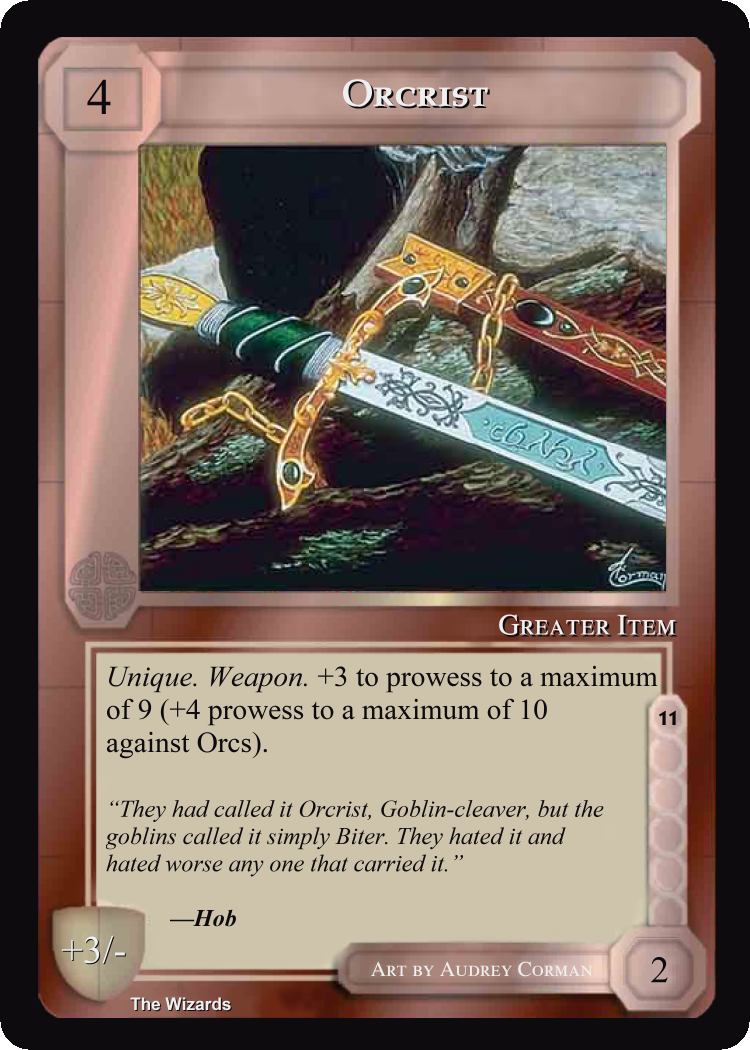 4
Orcrist
Corman
Greater Item
Unique. Weapon. +3 to prowess to a maximum
of 9 (+4 prowess to a maximum of 10
against Orcs).
11
“They had called it Orcrist, Goblin-cleaver, but the
goblins called it simply Biter. They hated it and
hated worse any one that carried it.”
—Hob
+3/-
Art by Audrey Corman
2
The Wizards